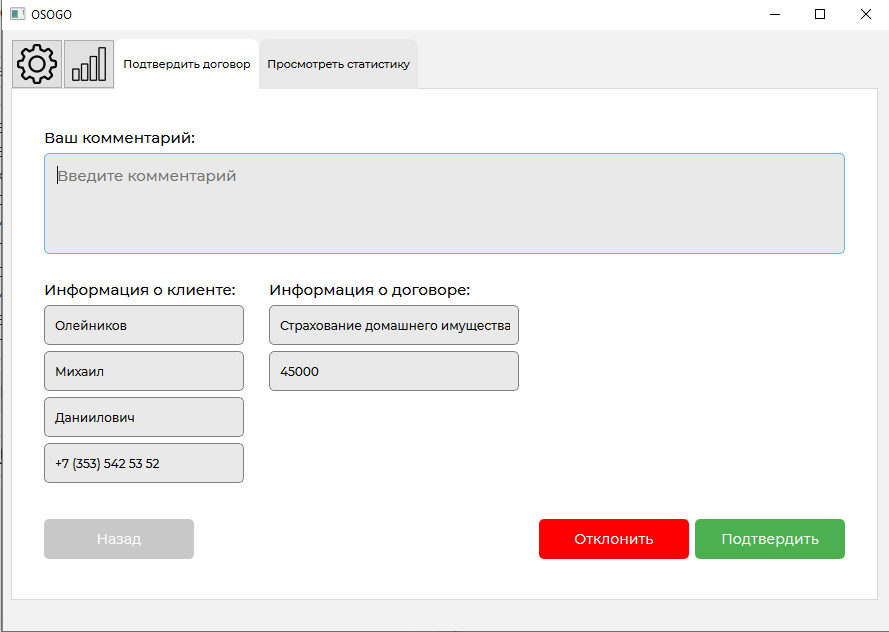 OSOGO
Подтвердить договор
Просмотреть статистику
Ваш комментарий:
Введите комментарий
Информация о клиенте:
Информация о договоре:
Олейников
Страхование домашнего имущества
Михаил
45000
Даниилович
+7 (353) 542 53 52
Назад
Отклонить
Подтвердить